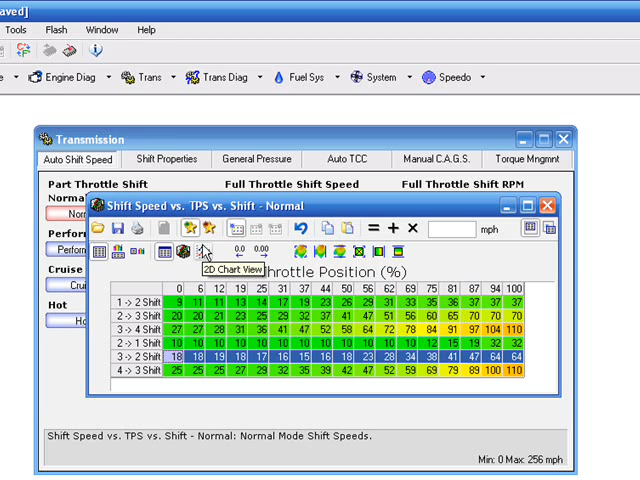 aved]
Tools Flash Window Help
e Engine Diag Trans Trans Diag Fuel Sys System Speedo
Transmission
Auto Shift Speed Shift Properties General Pressure Auto TCC Manual C.A.G.S. Torque Mngmnt
Part Throttle Shift Full Throttle Shift Speed Full Throttle Shift RPM
Norma
Nor
Perfor
Perform
Cruise
Crui
Hot
Ho
Shift Speed vs. TPS vs. Shift - Normal
mph
0.0 0.00
2D Chart View
Throttle Position (%)
0 6 12 19 25 31 37 44 50 56 62 69 75 81 87 94 100
1 -> 2 Shift 9 11 11 13 14 17 19 23 26 29 31 33 35 36 37 37 37
2 -> 3 Shift 20 20 21 23 25 29 32 37 41 47 51 56 60 65 70 70 70
3 -> 4 Shift 27 27 28 31 36 41 47 52 58 64 72 78 84 91 97 104 110
2 -> 1 Shift 10 10 10 10 10 10 10 10 10 10 10 10 12 15 19 32 32
3 -> 2 Shift 18 18 19 18 17 16 15 16 18 23 28 34 38 41 47 64 64
4 -> 3 Shift 25 25 25 27 29 32 35 39 42 47 52 59 69 79 89 100 110
Shift Speed vs. TPS vs. Shift - Normal: Normal Mode Shift Speeds.
Min: 0 Max: 256 mph